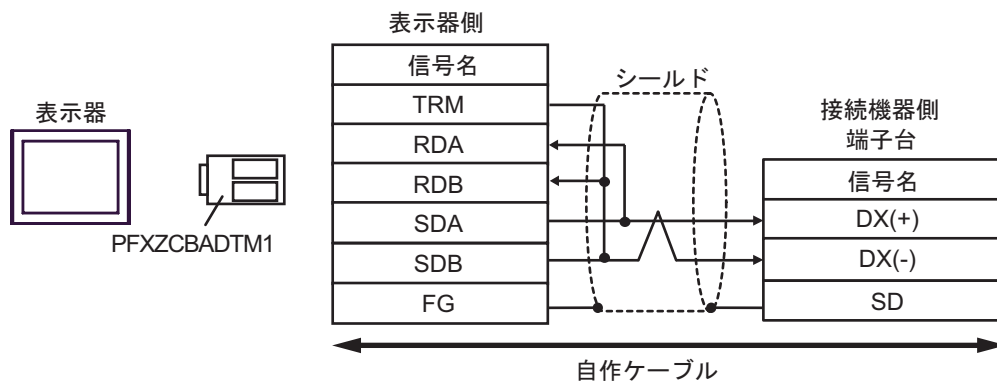 表示器
PFXZCBADTM1
表示器側
信号名
TRM
RDA
RDB
SDA
SDB
FG
シールド
接続機器側
端子台
信号名
DX(+)
DX(-)
SD
自作ケーブル